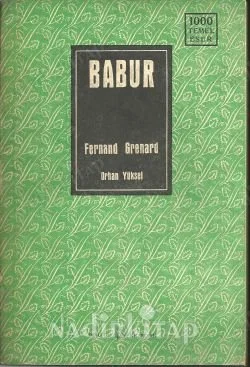 1000
TEMEL
ESER
BABUR
Fernand Grenard
Orhan Yüksel
Nadirkitap